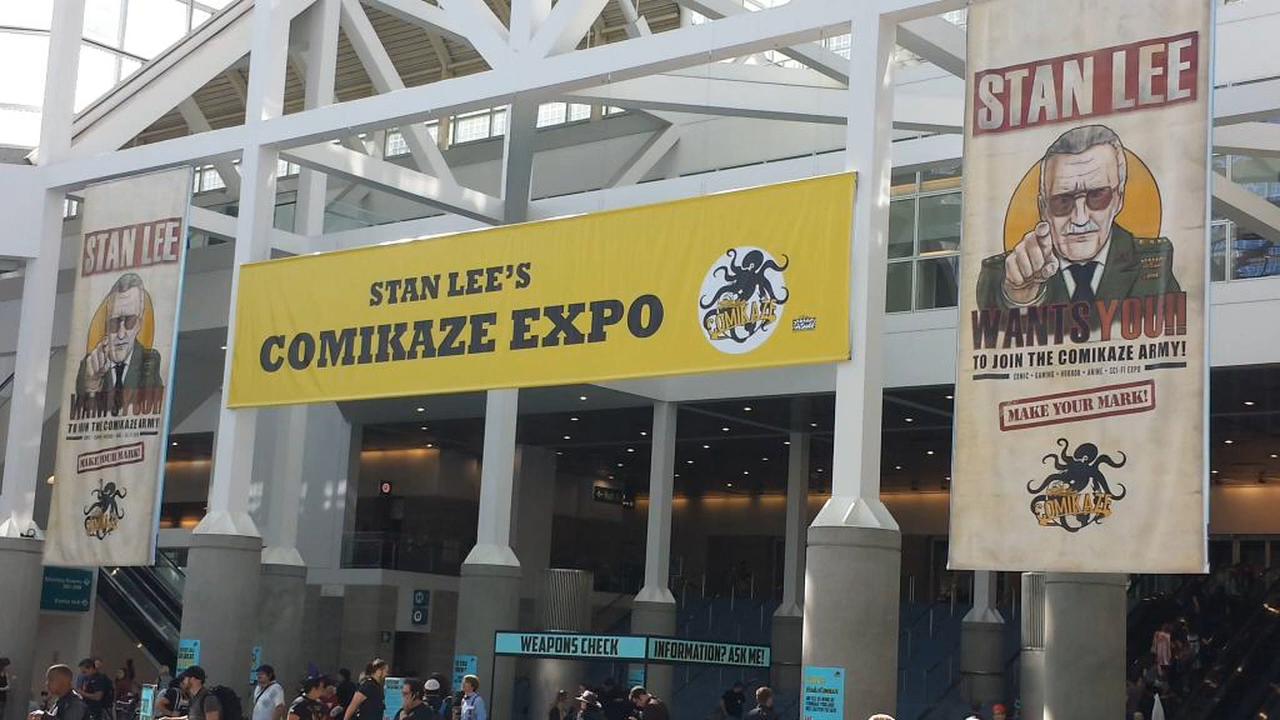 STAN LEE
WANTS YOU!!
TO JOIN THE COMIKAZE ARMY!
MAKE YOUR MARK!
COMIKAZE
STAN LEE'S
COMIKAZE EXPO
COMIKAZE
STAN LEE
WANTS YOU!!
TO JOIN THE COMIKAZE ARMY!
COMIC • GAMING • HORROR • ANIME • SCI-FI EXPO
MAKE YOUR MARK!
COMIKAZE
WEAPONS CHECK
INFORMATION? ASK ME!